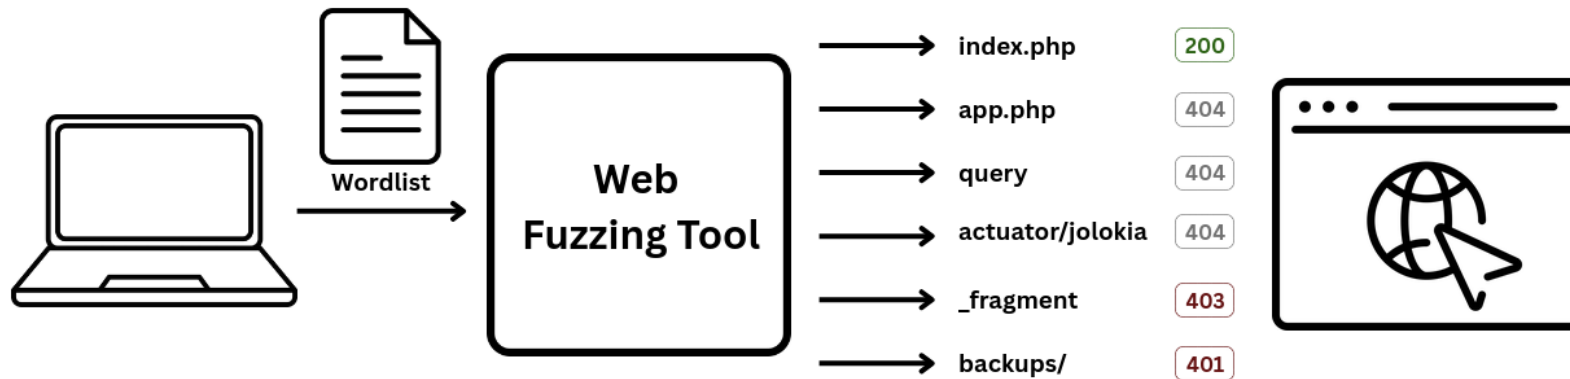 Wordlist
Web
Fuzzing Tool
index.php 200
app.php 404
query 404
actuator/jolokia 404
_fragment 403
backups/ 401